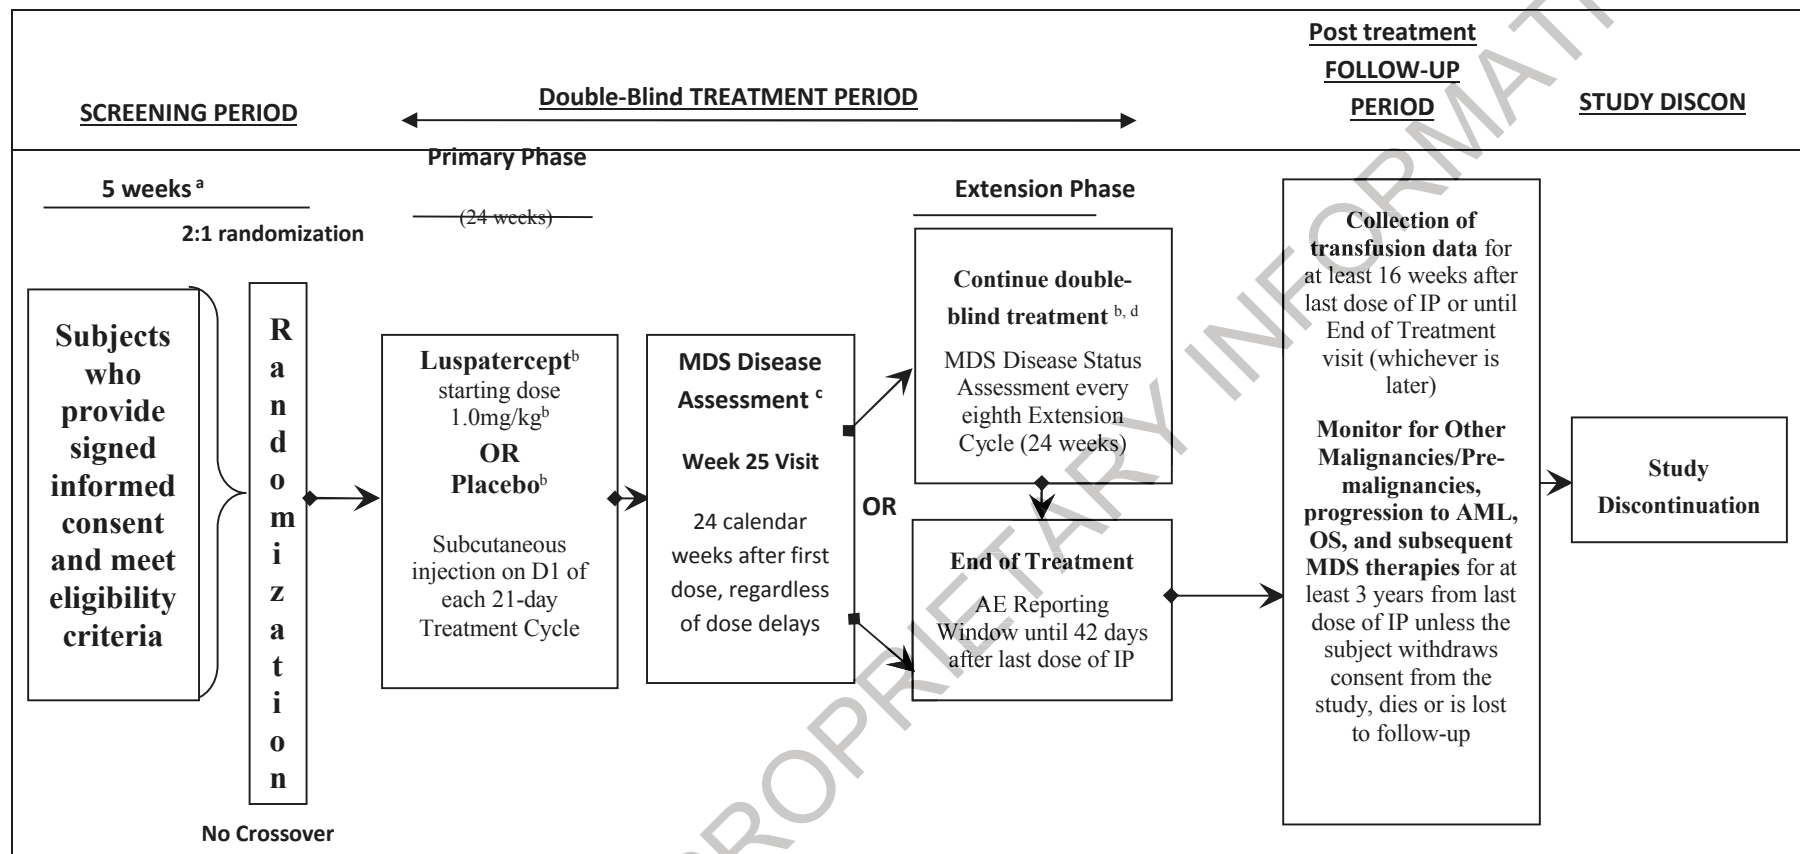 SCREENING PERIOD
Double-Blind TREATMENT PERIOD
Post treatment
FOLLOW-UP
PERIOD
STUDY DISCON
5 weeks a
2:1 randomization
Subjects
who
provide
signed
informed
consent
and meet
eligibility
criteria
R
a
n
d
o
m
i
z
a
t
i
o
n
No Crossover
Primary Phase
(24 weeks)
Luspatercept b
starting dose
1.0mg/kg b
OR
Placebo b
Subcutaneous
injection on D1 of
each 21-day
Treatment Cycle
MDS Disease
Assessment c
Week 25 Visit
24 calendar
weeks after first
dose, regardless
of dose delays
OR
Extension Phase
Continue double-
blind treatment b, d
MDS Disease Status
Assessment every
eighth Extension
Cycle (24 weeks)
End of Treatment
AE Reporting
Window until 42 days
after last dose of IP
Collection of
transfusion data for
at least 16 weeks after
last dose of IP or until
End of Treatment
visit (whichever is
later)
Monitor for Other
Malignancies/Pre-
malignancies,
progression to AML,
OS, and subsequent
MDS therapies for at
least 3 years from last
dose of IP unless the
subject withdraws
consent from the
study, dies or is lost
to follow-up
Study
Discontinuation